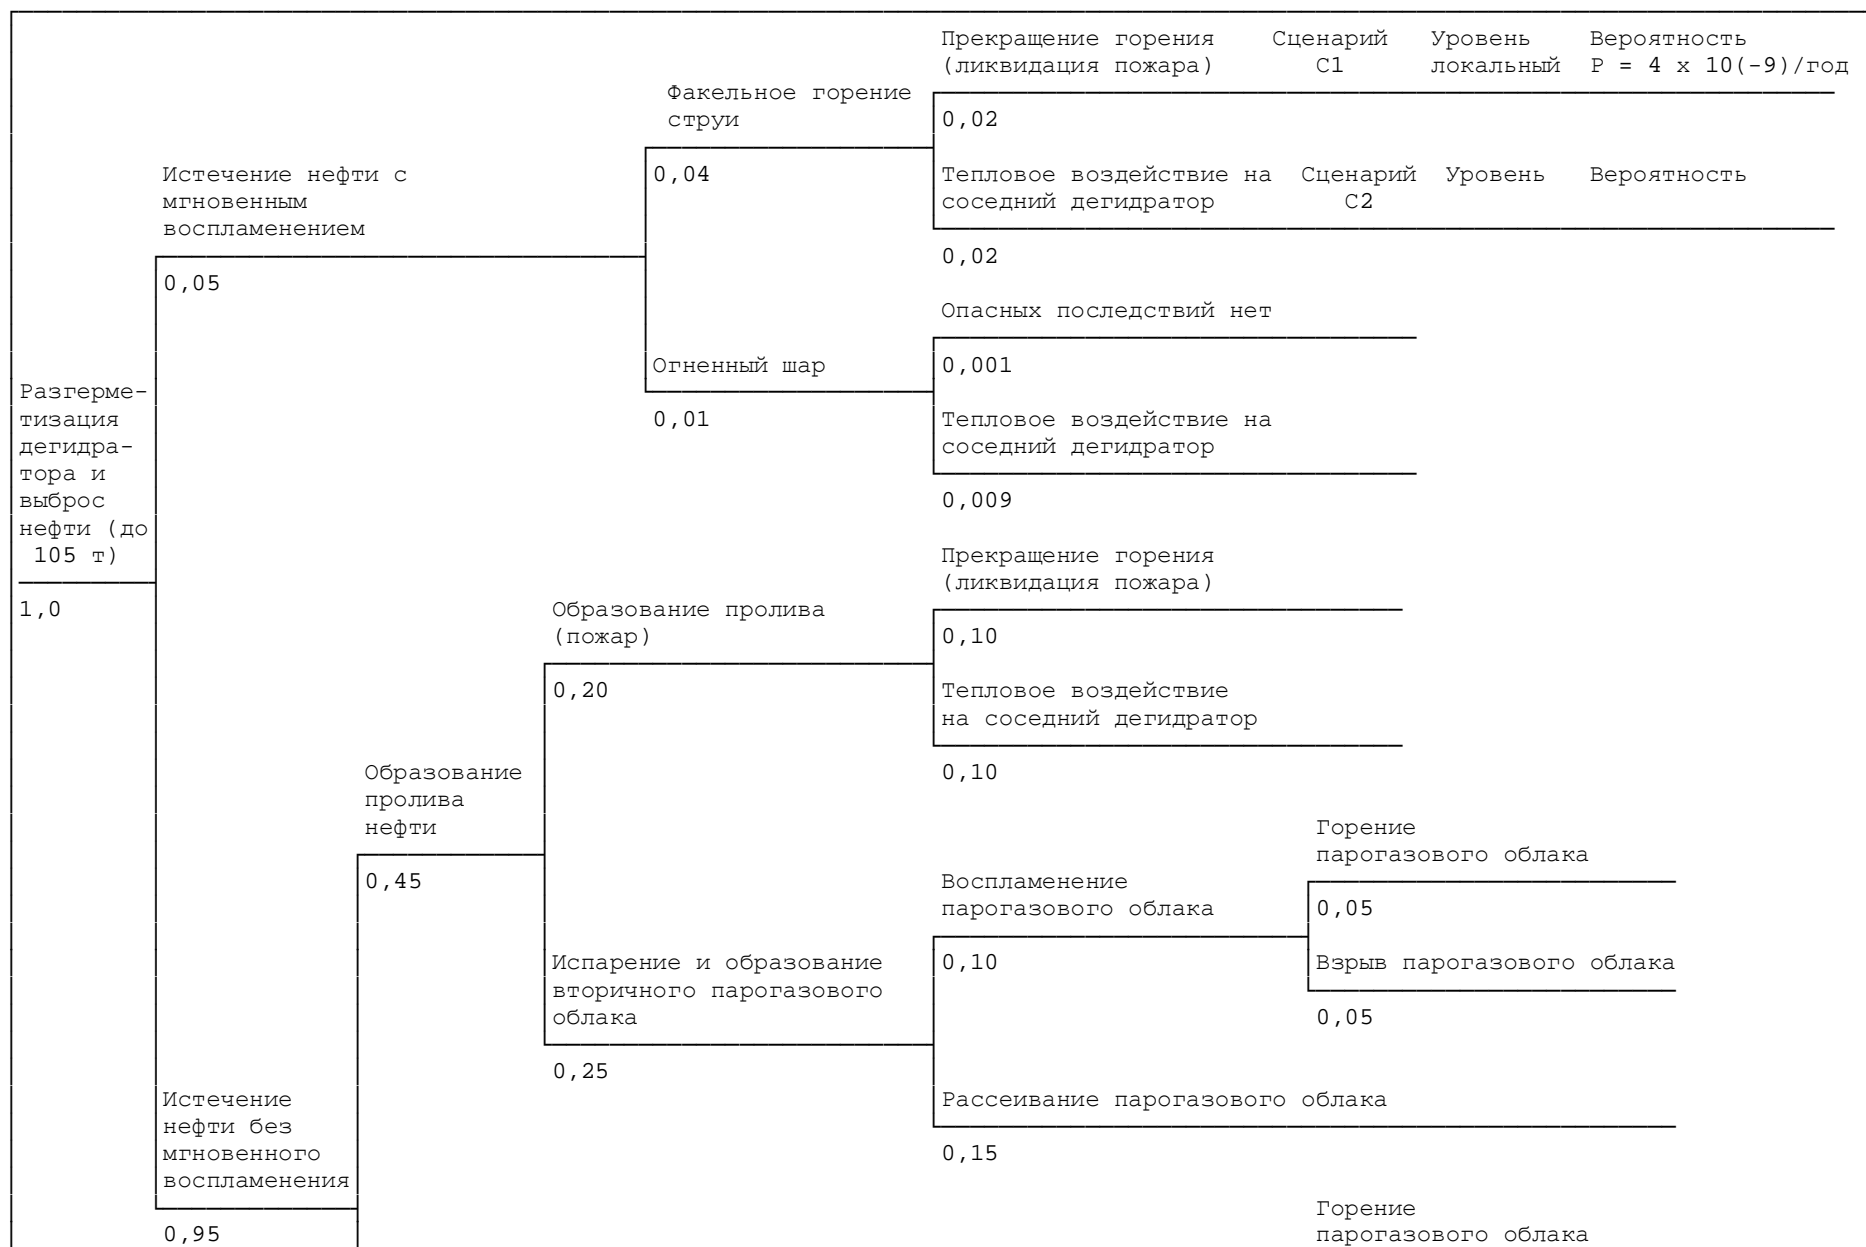 Прекращение горения Сценарий Уровень Вероятность
(ликвидация пожара) С1 локальный P = 4 x 10(-9)/год
Факельное горение
струи
0,02
Истечение нефти с 0,04 Тепловое воздействие на Сценарий Уровень Вероятность
мгновенным соседний дегидратор С2
воспламенением
0,02
0,05
Опасных последствий нет
Огненный шар 0,001
Разгерме-
тизация 0,01 Тепловое воздействие на
дегидра- соседний дегидратор
тора и
выброс 0,009
нефти (до
105 т) Прекращение горения
(ликвидация пожара)
1,0 Образование пролива
(пожар) 0,10
0,20 Тепловое воздействие
на соседний дегидратор
Образование 0,10
пролива
нефти Горение
парогазового облака
0,45 Воспламенение
парогазового облака 0,05
Испарение и образование 0,10 Взрыв парогазового облака
вторичного парогазового
облака 0,05
0,25
Истечение Рассеивание парогазового облака
нефти без
мгновенного 0,15
воспламенения
Горение
0,95 парогазового облака